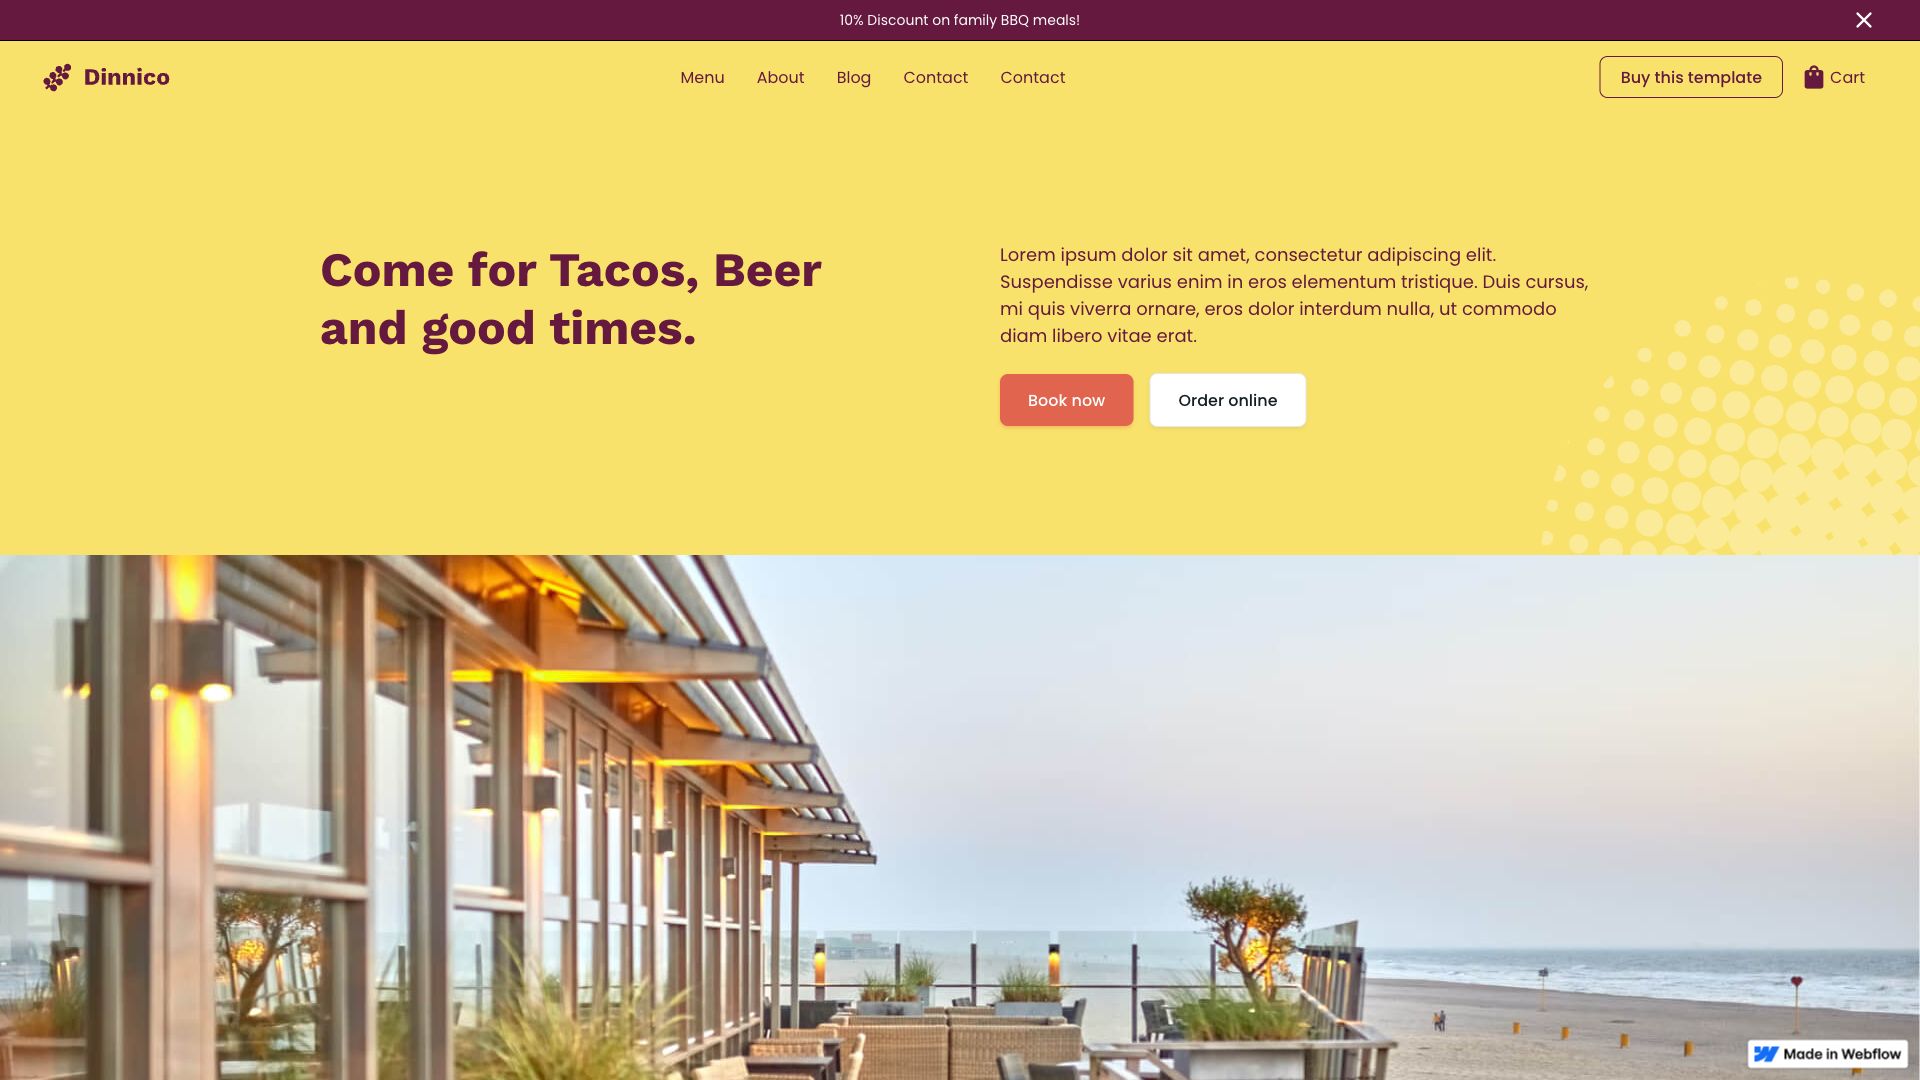 10% Discount on family BBQ meals!
Dinnico
Menu
About
Blog
Contact
Contact
Buy this template
Cart
Come for Tacos, Beer
and good times.
Lorem ipsum dolor sit amet, consectetur adipiscing elit.
Suspendisse varius enim in eros elementum tristique. Duis cursus,
mi quis viverra ornare, eros dolor interdum nulla, ut commodo
diam libero vitae erat.
Book now
Order online
Made in Webflow